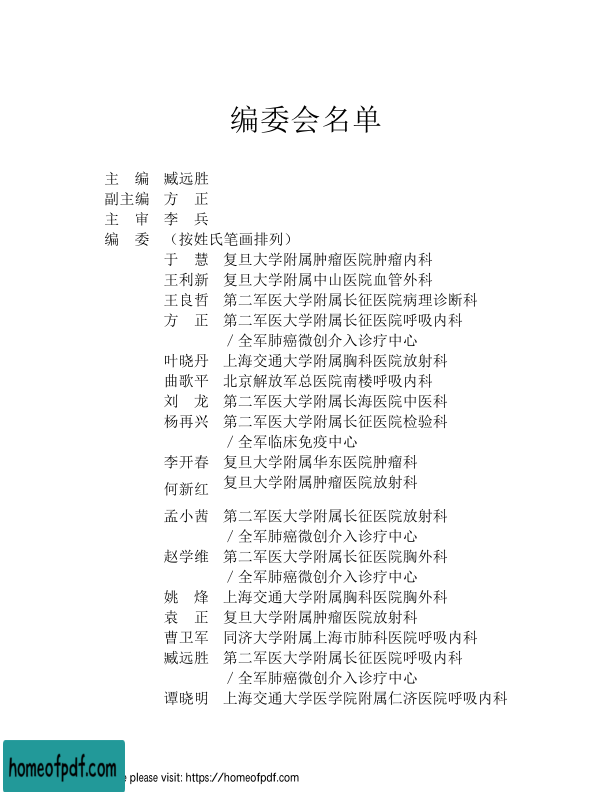 编委会名单
主　编　臧远胜
副主编　方　正
主　审　李　兵
编　委　（按姓氏笔画排列）
于　慧　复旦大学附属肿瘤医院肿瘤内科
王利新　复旦大学附属中山医院血管外科
王良哲　第二军医大学附属长征医院病理诊断科
方　正　第二军医大学附属长征医院呼吸内科
/全军肺癌微创介入诊疗中心
叶晓丹　上海交通大学附属胸科医院放射科
曲歌平　北京解放军总医院南楼呼吸内科
刘　龙　第二军医大学附属长海医院中医科
杨再兴　第二军医大学附属长征医院检验科
/全军临床免疫中心
李开春　复旦大学附属华东医院肿瘤科
何新红　复旦大学附属肿瘤医院放射科
孟小茜　第二军医大学附属长征医院放射科
/全军肺癌微创介入诊疗中心
赵学维　第二军医大学附属长征医院胸外科
/全军肺癌微创介入诊疗中心
姚　烽　上海交通大学附属胸科医院胸外科
袁　正　复旦大学附属肿瘤医院放射科
曹卫军　同济大学附属上海市肺科医院呼吸内科
臧远胜　第二军医大学附属长征医院呼吸内科
/全军肺癌微创介入诊疗中心
谭晓明　上海交通大学医学院附属仁济医院呼吸内科
homeofpdf.com
please visit: https://homeofpdf.com